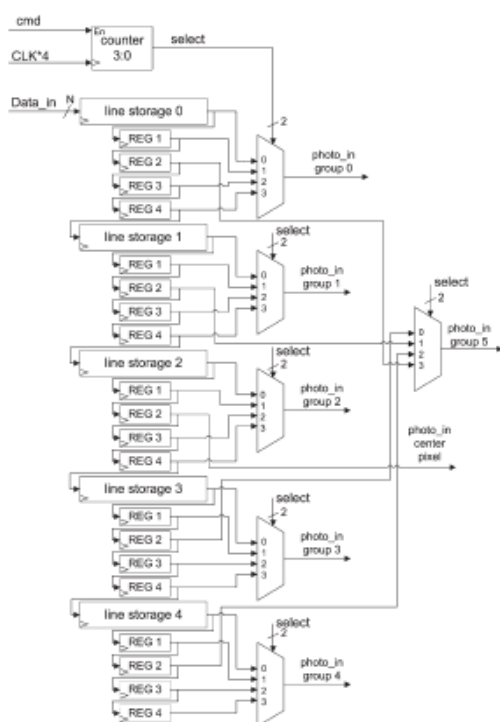 cmd
En
counter
3:0
select
CLK*4
Data_in
N
line storage 0
REG 1
REG 2
REG 3
REG 4
2
0
1
2
3
photo_in
group 0
line storage 1
REG 1
REG 2
REG 3
REG 4
select
2
0
1
2
3
photo_in
group 1
select
2
0
1
2
3
photo_in
group 5
line storage 2
REG 1
REG 2
REG 3
REG 4
select
2
0
1
2
3
photo_in
group 2
photo_in
center
pixel
line storage 3
REG 1
REG 2
REG 3
REG 4
select
2
0
1
2
3
photo_in
group 3
line storage 4
REG 1
REG 2
REG 3
REG 4
select
2
0
1
2
3
photo_in
group 4